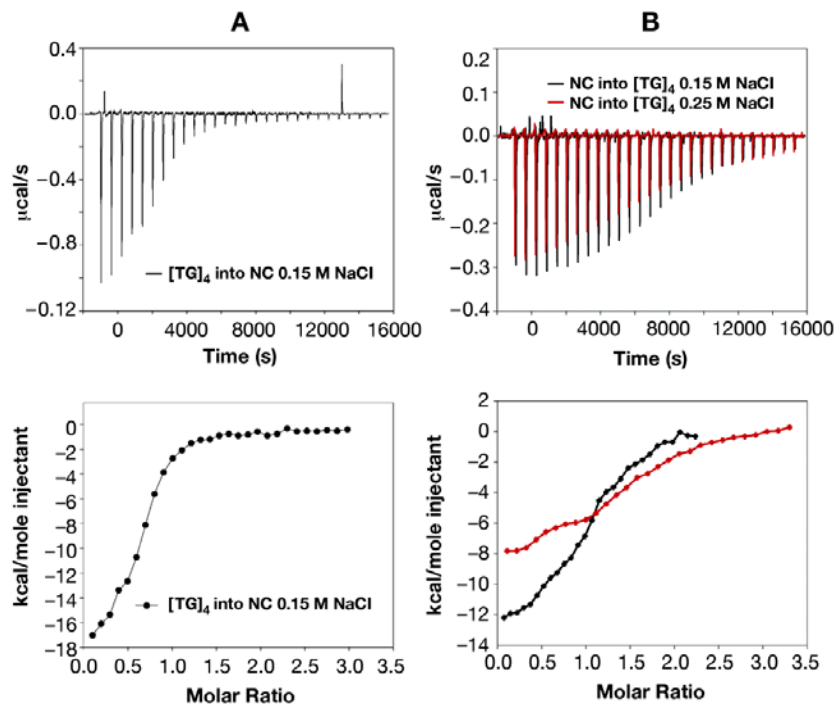 A
0.4
0.0
−0.4
−0.8
−0.12
μcal/s
[TG]4 into NC 0.15 M NaCl
0 4000 8000 12000 16000
Time (s)
B
0.2
0.1
0.0
−0.1
−0.2
−0.3
−0.4
μcal/s
NC into [TG]4 0.15 M NaCl
NC into [TG]4 0.25 M NaCl
0 4000 8000 12000 16000
Time (s)
0
−2
−4
−6
−8
−10
−12
−14
−16
−18
kcal/mole injectant
[TG]4 into NC 0.15 M NaCl
0.0 0.5 1.0 1.5 2.0 2.5 3.0 3.5
Molar Ratio
2
0
−2
−4
−6
−8
−10
−12
−14
kcal/mole injectant
0.0 0.5 1.0 1.5 2.0 2.5 3.0 3.5
Molar Ratio